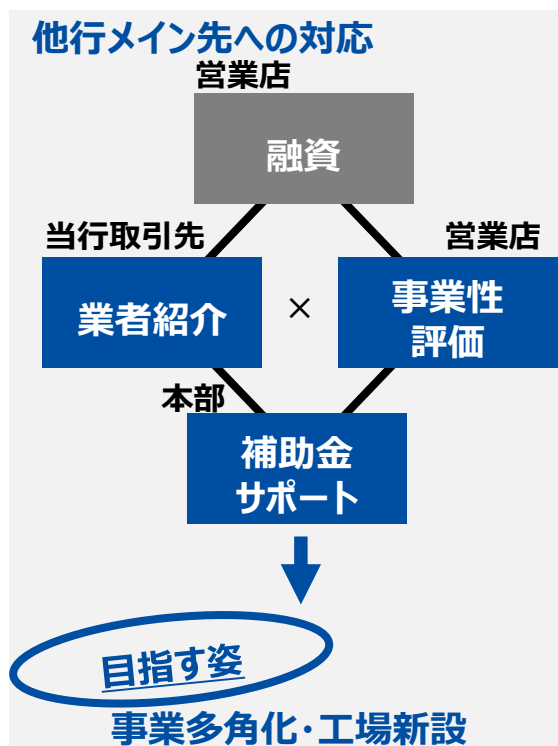 他行メイン先への対応
営業店
融資
当行取引先
営業店
業者紹介
×
事業性
評価
本部
補助金
サポート
目指す姿
事業多角化・工場新設